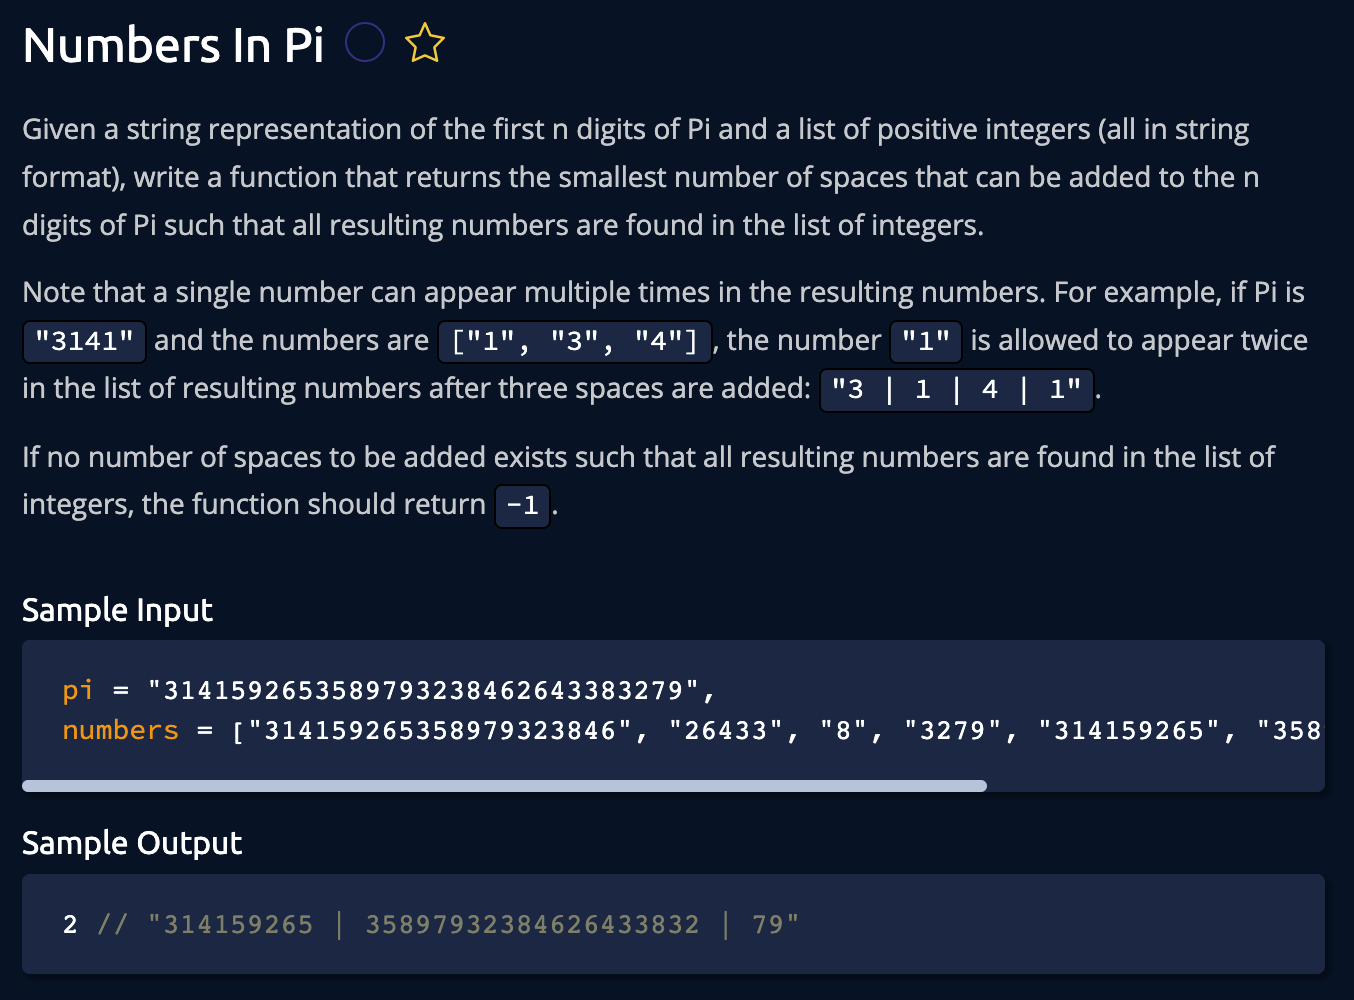 Numbers In Pi
Given a string representation of the first n digits of Pi and a list of positive integers (all in string
format), write a function that returns the smallest number of spaces that can be added to the n
digits of Pi such that all resulting numbers are found in the list of integers.
Note that a single number can appear multiple times in the resulting numbers. For example, if Pi is
"3141" and the numbers are ["1", "3", "4"], the number "1" is allowed to appear twice
in the list of resulting numbers after three spaces are added: "3 | 1 | 4 | 1".
If no number of spaces to be added exists such that all resulting numbers are found in the list of
integers, the function should return -1.
Sample Input
pi = "3141592653589793238462643383279",
numbers = ["314159265358979323846", "26433", "8", "3279", "314159265", "358
Sample Output
2 // "314159265 | 35897932384626433832 | 79"